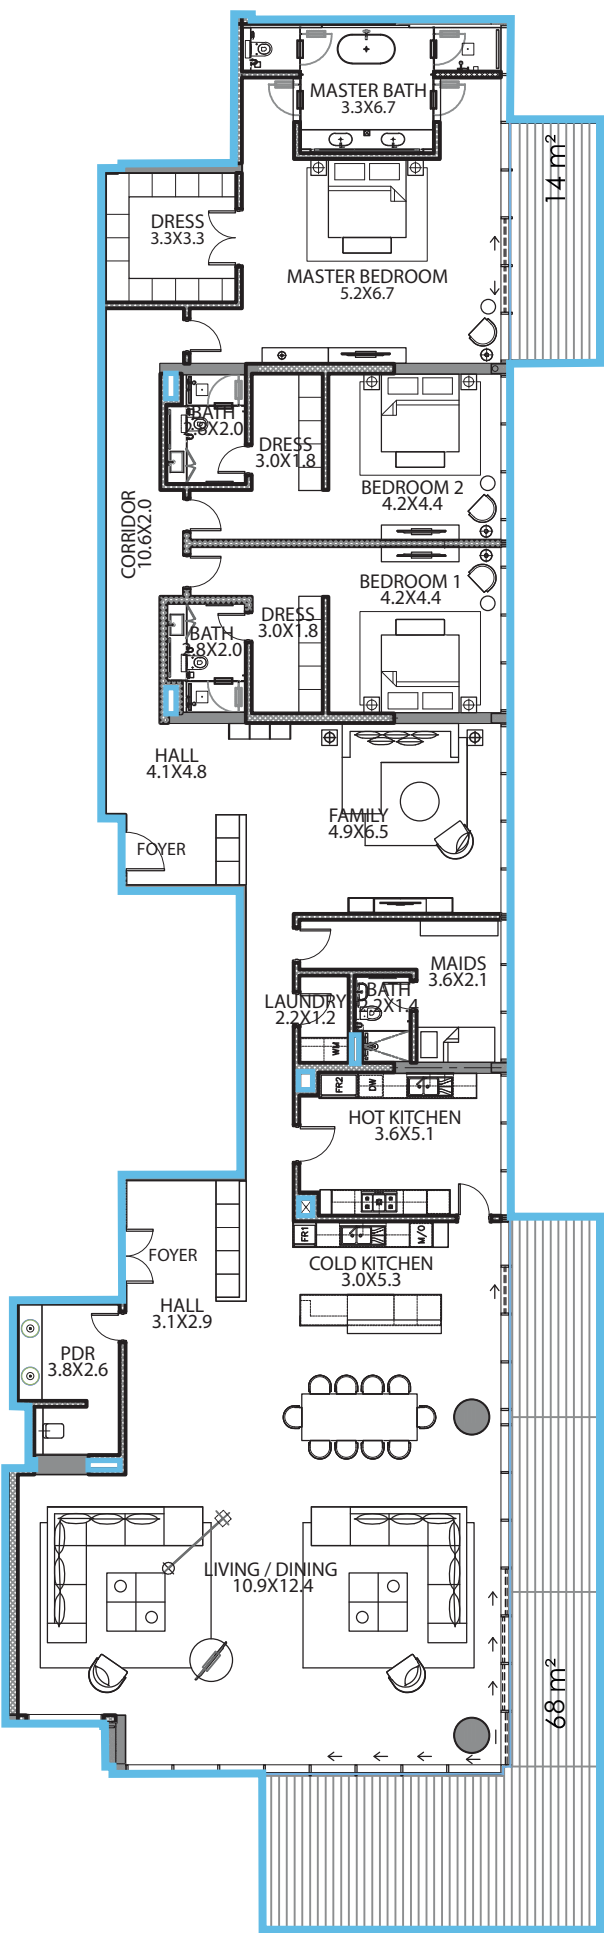 MASTER BATH
3.3X6.7
14 m²
DRESS
3.3X3.3
MASTER BEDROOM
5.2X6.7
BATH
2.8X2.0
DRESS
3.0X1.8
BEDROOM 2
4.2X4.4
CORRIDOR
10.6X2.0
BEDROOM 1
4.2X4.4
DRESS
3.0X1.8
BATH
2.8X2.0
HALL
4.1X4.8
FAMILY
4.9X6.5
FOYER
MAIDS
3.6X2.1
BATH
2.2X1.4
LAUNDRY
2.2X1.2
WM
FR2
DW
HOT KITCHEN
3.6X5.1
FR1
M/O
COLD KITCHEN
3.0X5.3
FOYER
HALL
3.1X2.9
PDR
3.8X2.6
LIVING / DINING
10.9X12.4
68 m²